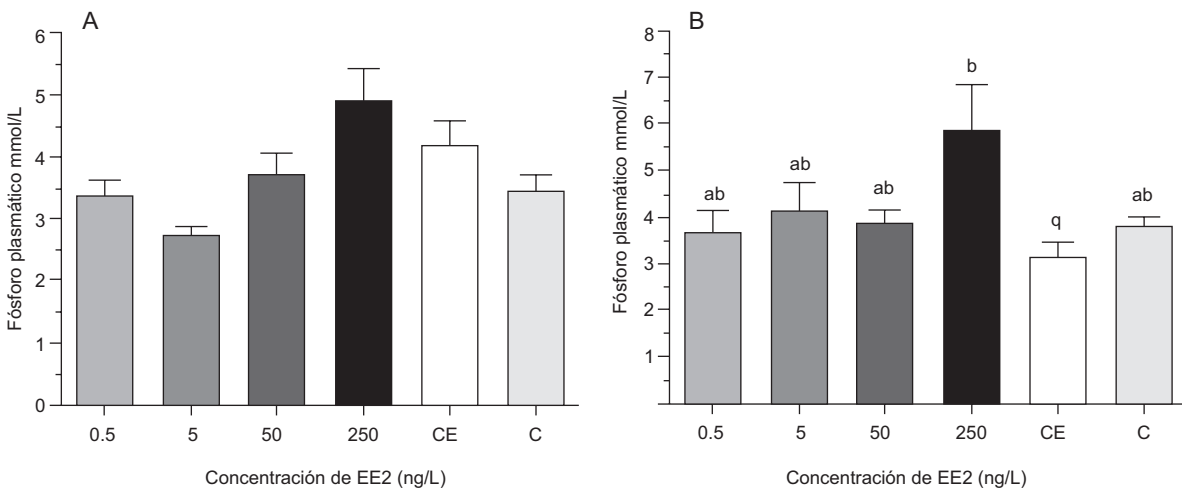 A
Fósforo plasmático mmol/L
6
5
4
3
2
1
0
0.5 5 50 250 CE C
Concentración de EE2 (ng/L)
B
Fósforo plasmático mmol/L
8
7
6
5
4
3
2
1
ab ab ab b q ab
0.5 5 50 250 CE C
Concentración de EE2 (ng/L)